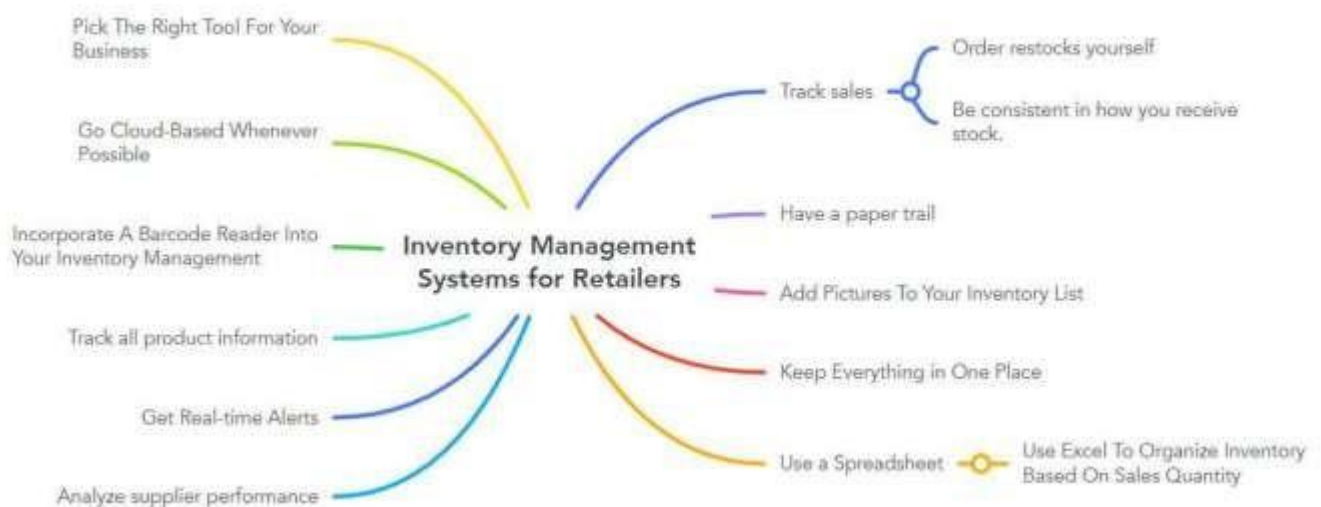 Pick The Right Tool For Your
Business
Go Cloud-Based Whenever
Possible
Incorporate A Barcode Reader Into
Your Inventory Management
Track all product information
Get Real-time Alerts
Analyze supplier performance
Inventory Management
Systems for Retailers
Track sales
Order restocks yourself
Be consistent in how you receive
stock.
Have a paper trail
Add Pictures To Your Inventory List
Keep Everything in One Place
Use a Spreadsheet
Use Excel To Organize Inventory
Based On Sales Quantity